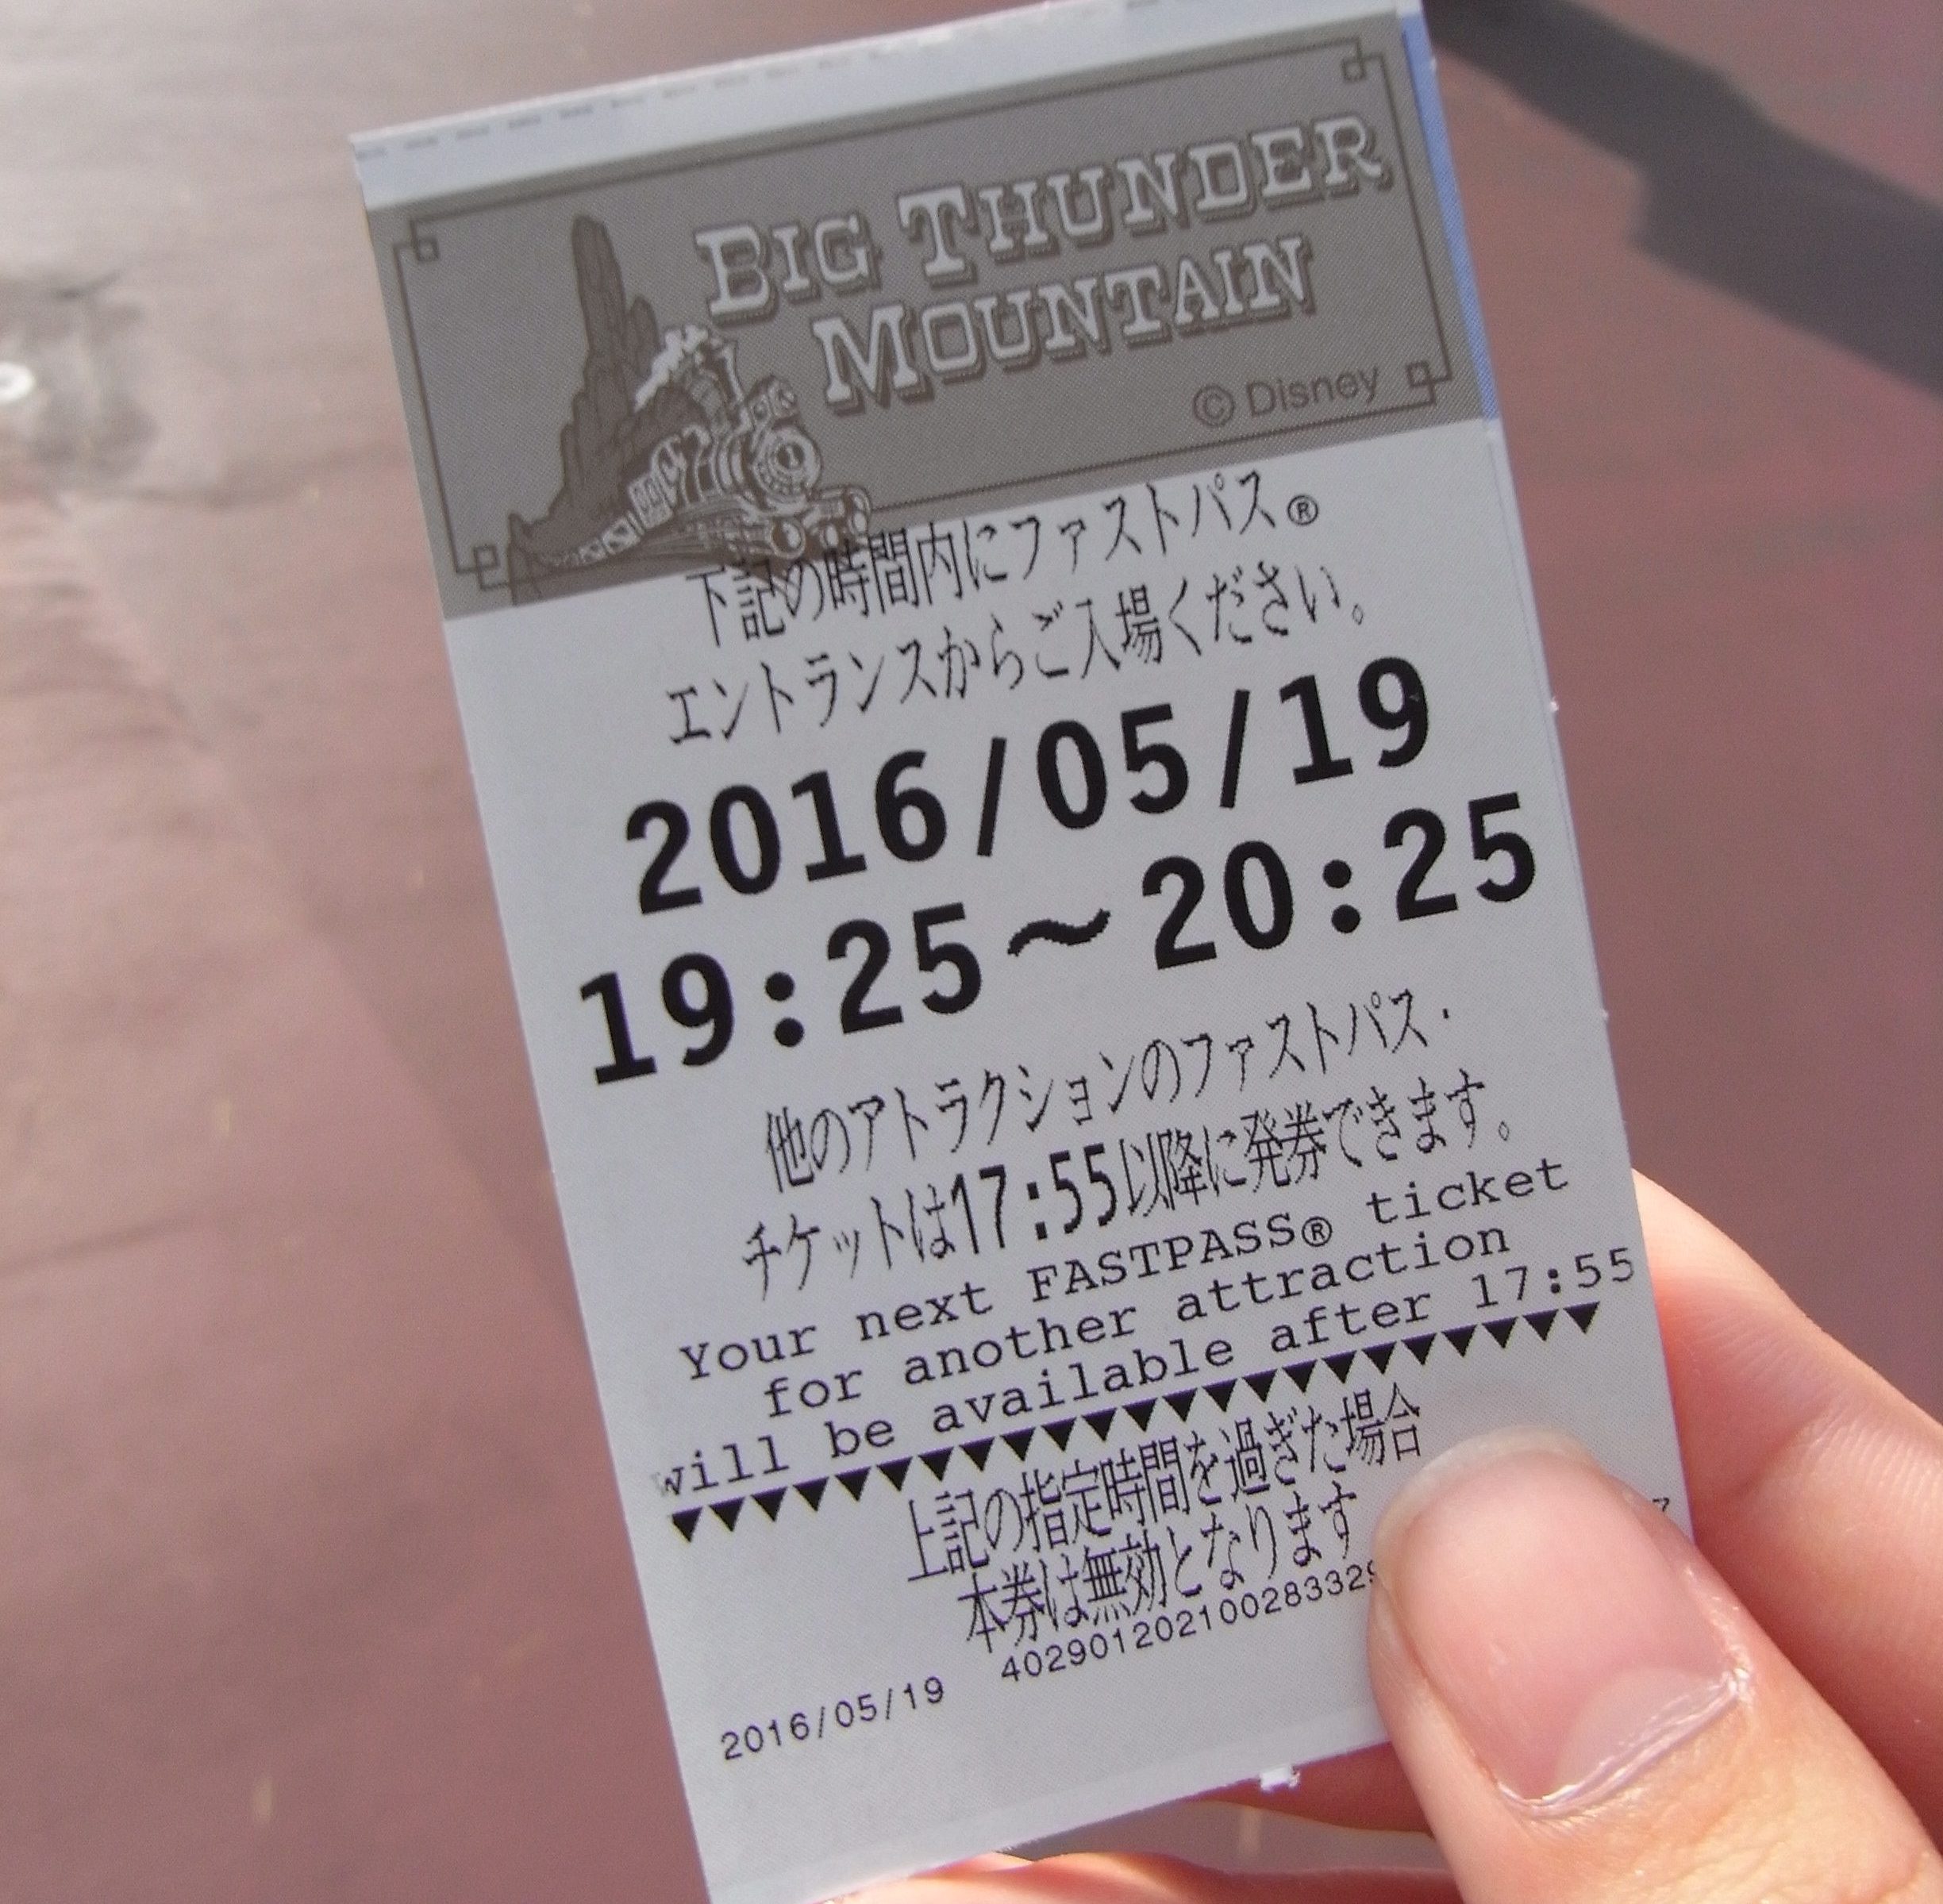 BIG THUNDER
MOUNTAIN
© Disney
下記の時間内にファストパス®
エントランスからご入場ください。
2016/05/19
19:25～20:25
他のアトラクションのファストパス・
チケットは17:55以降に発券できます。
Your next FASTPASS® ticket
for another attraction
will be available after 17:55
▼▼▼▼▼▼▼▼▼▼▼▼▼▼▼▼▼▼▼▼▼▼▼
上記の指定時間を過ぎた場合
本券は無効となります
2016/05/19